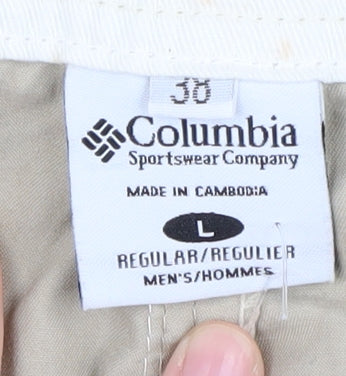 38
Columbia
Sportswear Company
MADE IN CAMBODIA
L
REGULAR/REGULIER
MEN'S/HOMMES